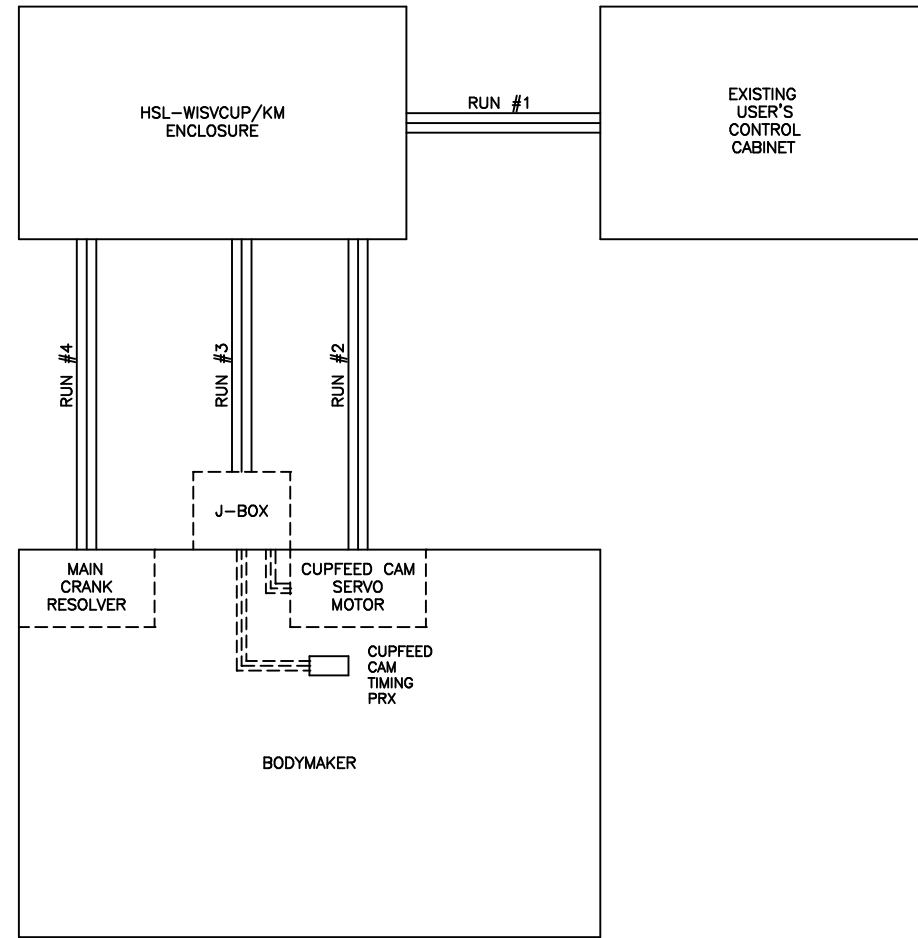 HSL-WISVCUP/KM
ENCLOSURE
RUN #1
EXISTING
USER'S
CONTROL
CABINET
RUN #4
RUN #3
RUN #2
J-BOX
MAIN
CRANK
RESOLVER
CUPFEED CAM
SERVO
MOTOR
CUPFEED
CAM
TIMING
PRX
BODYMAKER